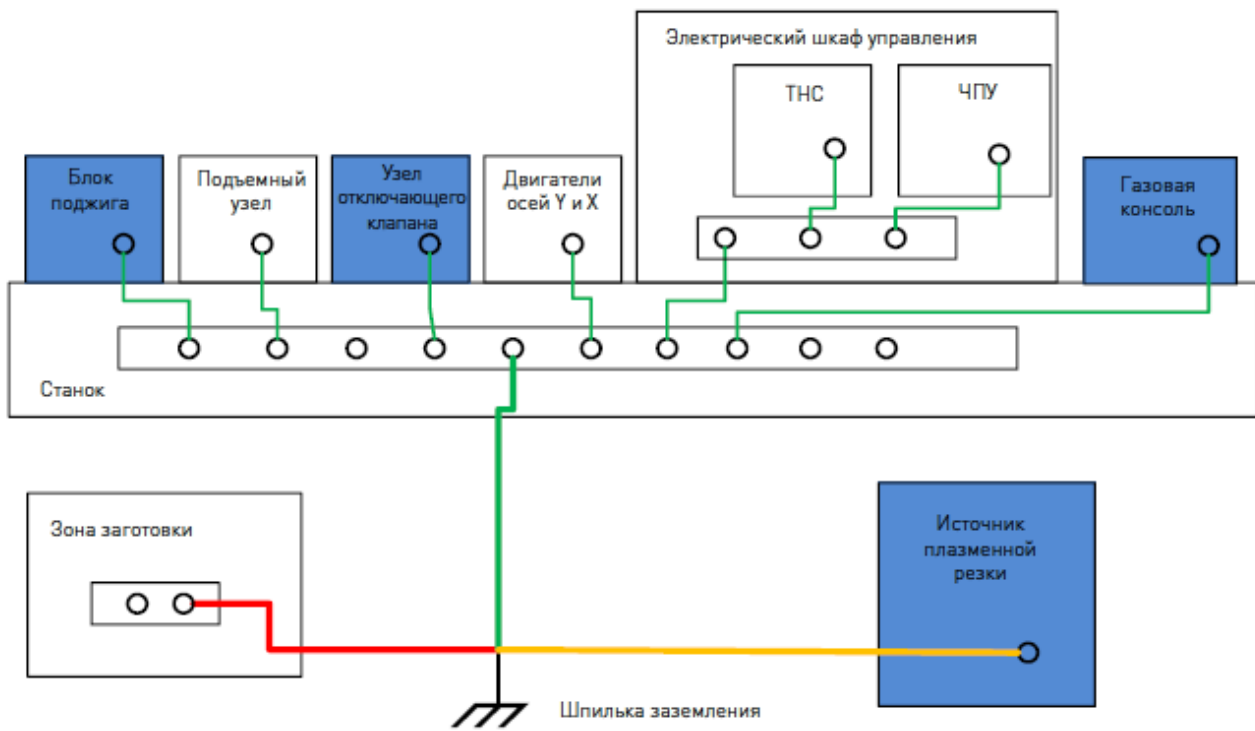 Электрический шкаф управления
ТНС
ЧПУ
Блок
поджига
Подъемный
узел
Узел
отключающего
клапана
Двигатели
осей Y и X
Газовая
консоль
Станок
Зона заготовки
Источник
плазменной
резки
Шпилька заземления